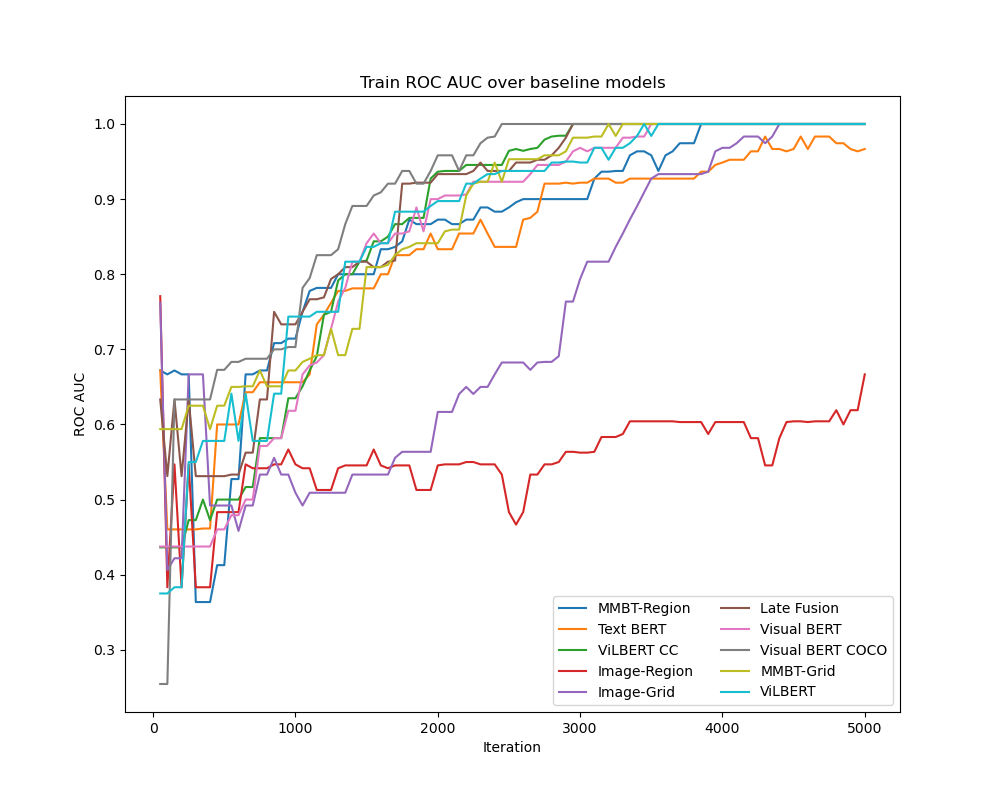 Train ROC AUC over baseline models
1.0
0.9
0.8
0.7
0.6
0.5
0.4
0.3
ROC AUC
MMBT-Region
Text BERT
ViLBERT CC
Image-Region
Image-Grid
Late Fusion
Visual BERT
Visual BERT COCO
MMBT-Grid
ViLBERT
0 1000 2000 3000 4000 5000
Iteration